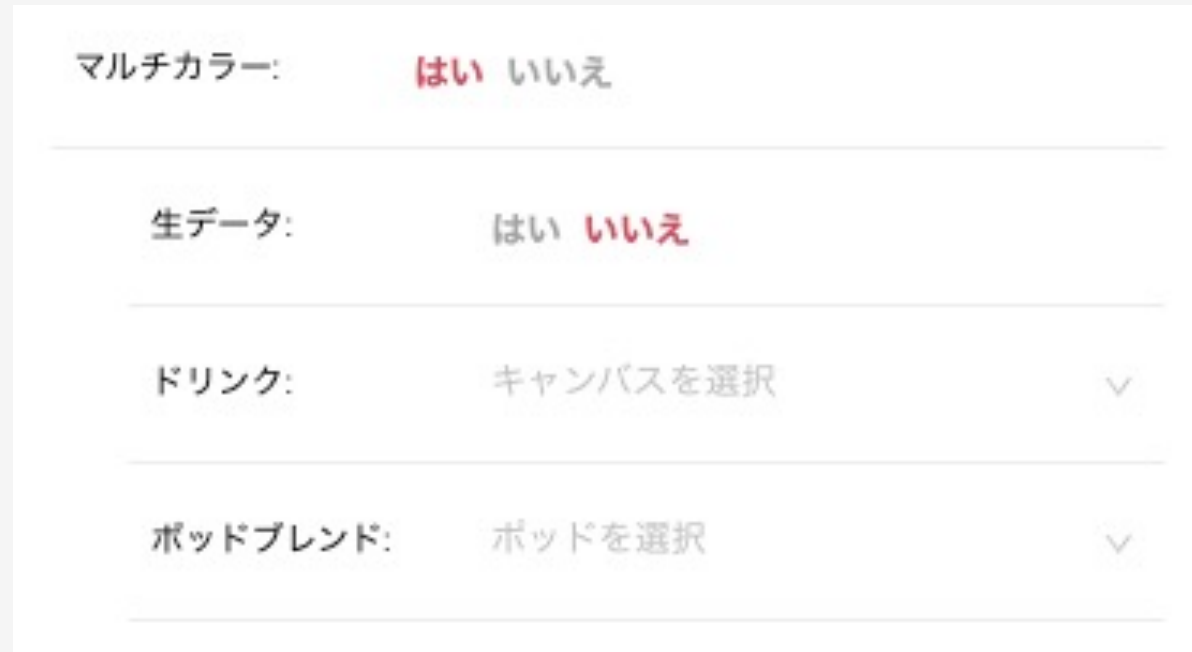 マルチカラー: はい いいえ
生データ: はい いいえ
ドリンク: キャンバスを選択
ポッドブレンド: ポッドを選択